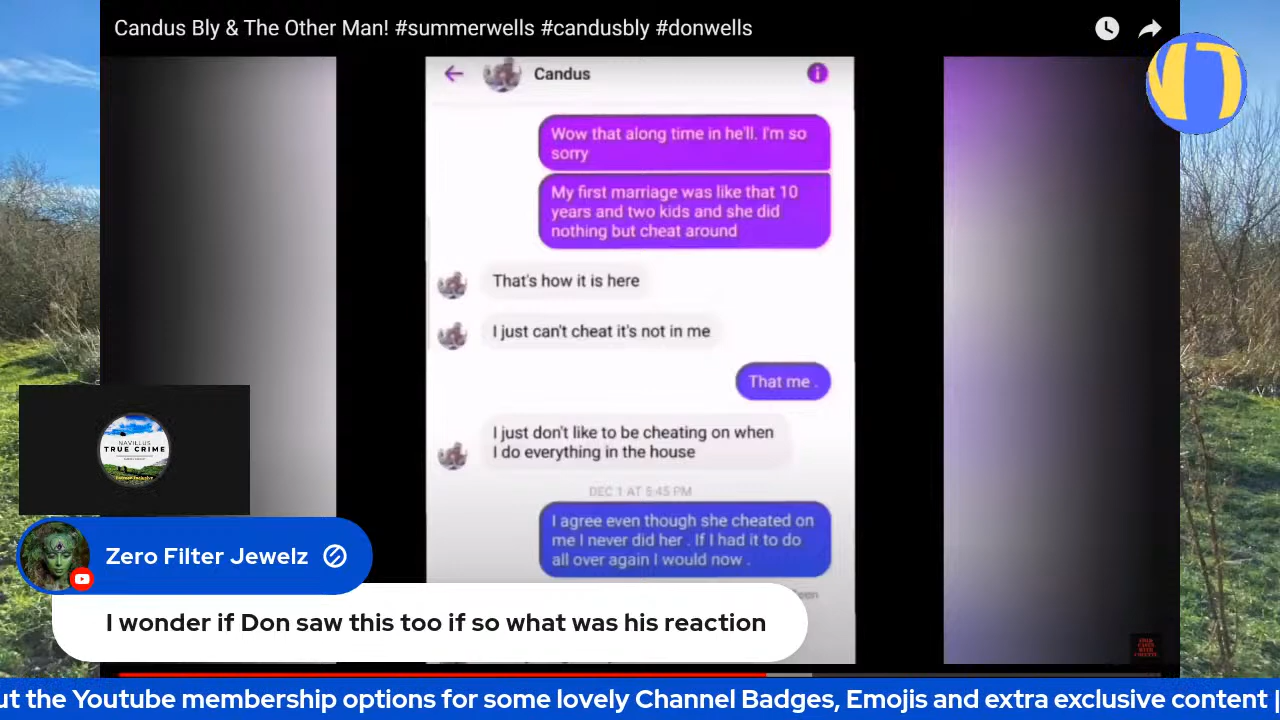 Candus Bly & The Other Man! #summerwells #candusbly #donwells
Candus
Wow that along time in he'll. I'm so
sorry
My first marriage was like that 10
years and two kids and she did
nothing but cheat around
That's how it is here
I just can't cheat it's not in me
That me .
I just don't like to be cheating on when
I do everything in the house
DEC 1 AT 5:45 PM
I agree even though she cheated on
me I never did her . If I had it to do
all over again I would now .
NAVILLUS
TRUE CRIME
Zero Filter Jewelz
I wonder if Don saw this too if so what was his reaction
ut the Youtube membership options for some lovely Channel Badges, Emojis and extra exclusive content |